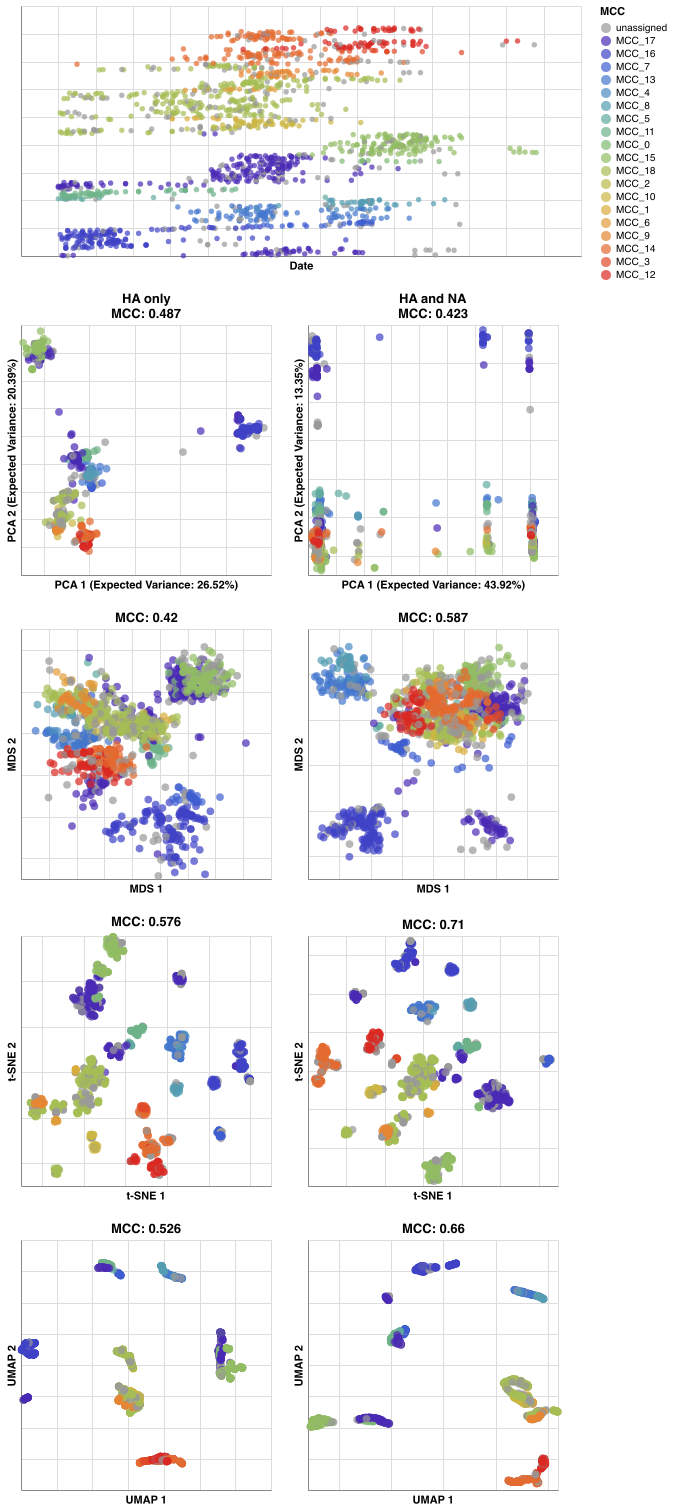 MCC
unassigned
MCC_17
MCC_16
MCC_7
MCC_13
MCC_4
MCC_8
MCC_5
MCC_11
MCC_0
MCC_15
MCC_18
MCC_2
MCC_10
MCC_1
MCC_6
MCC_9
MCC_14
MCC_3
MCC_12
Date
HA only
MCC: 0.487
HA and NA
MCC: 0.423
PCA 2 (Expected Variance: 20.39%)
PCA 1 (Expected Variance: 26.52%)
PCA 2 (Expected Variance: 13.35%)
PCA 1 (Expected Variance: 43.92%)
MCC: 0.42
MCC: 0.587
MDS 2
MDS 1
MDS 2
MDS 1
MCC: 0.576
MCC: 0.71
t-SNE 2
t-SNE 1
t-SNE 2
t-SNE 1
MCC: 0.526
MCC: 0.66
UMAP 2
UMAP 1
UMAP 2
UMAP 1